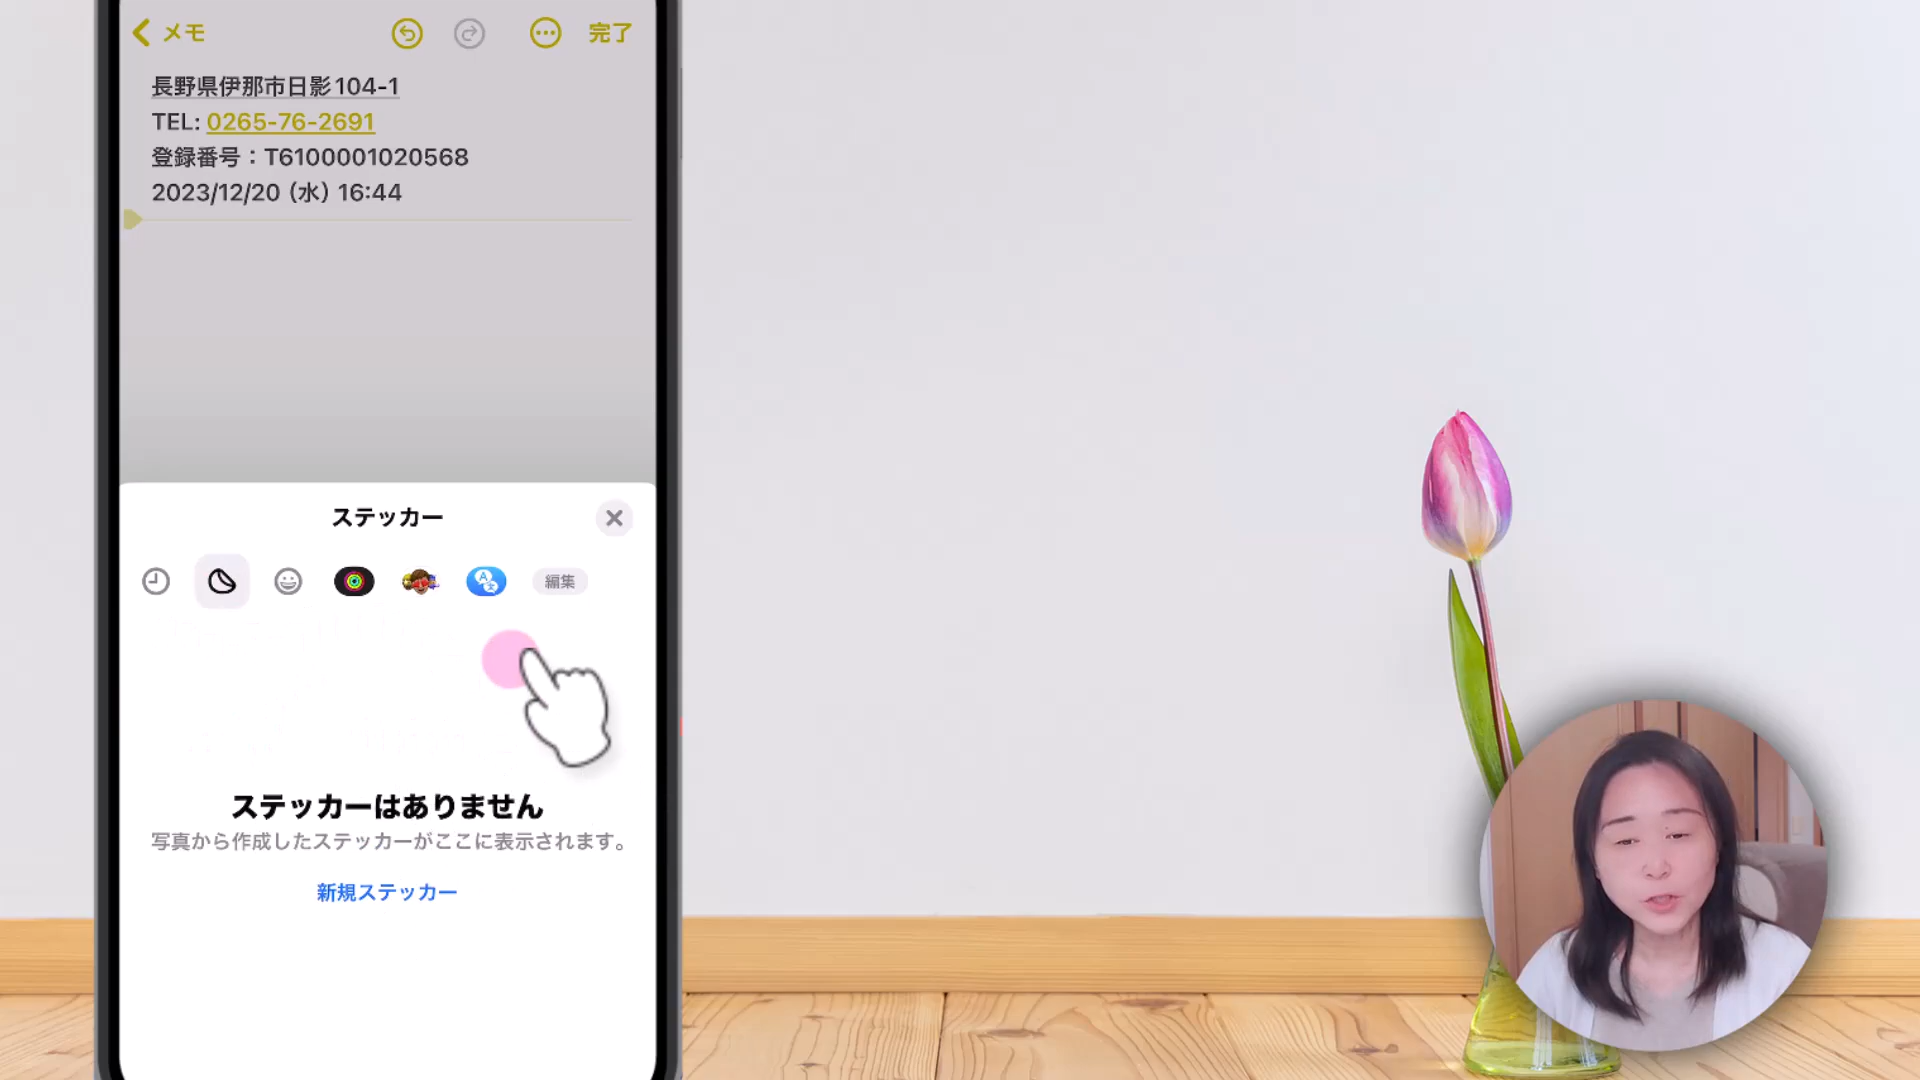 メモ
完了
長野県伊那市日影104-1
TEL: 0265-76-2691
登録番号：T6100001020568
2023/12/20（水）16:44
ステッカー
編集
ステッカーはありません
写真から作成したステッカーがここに表示されます。
新規ステッカー